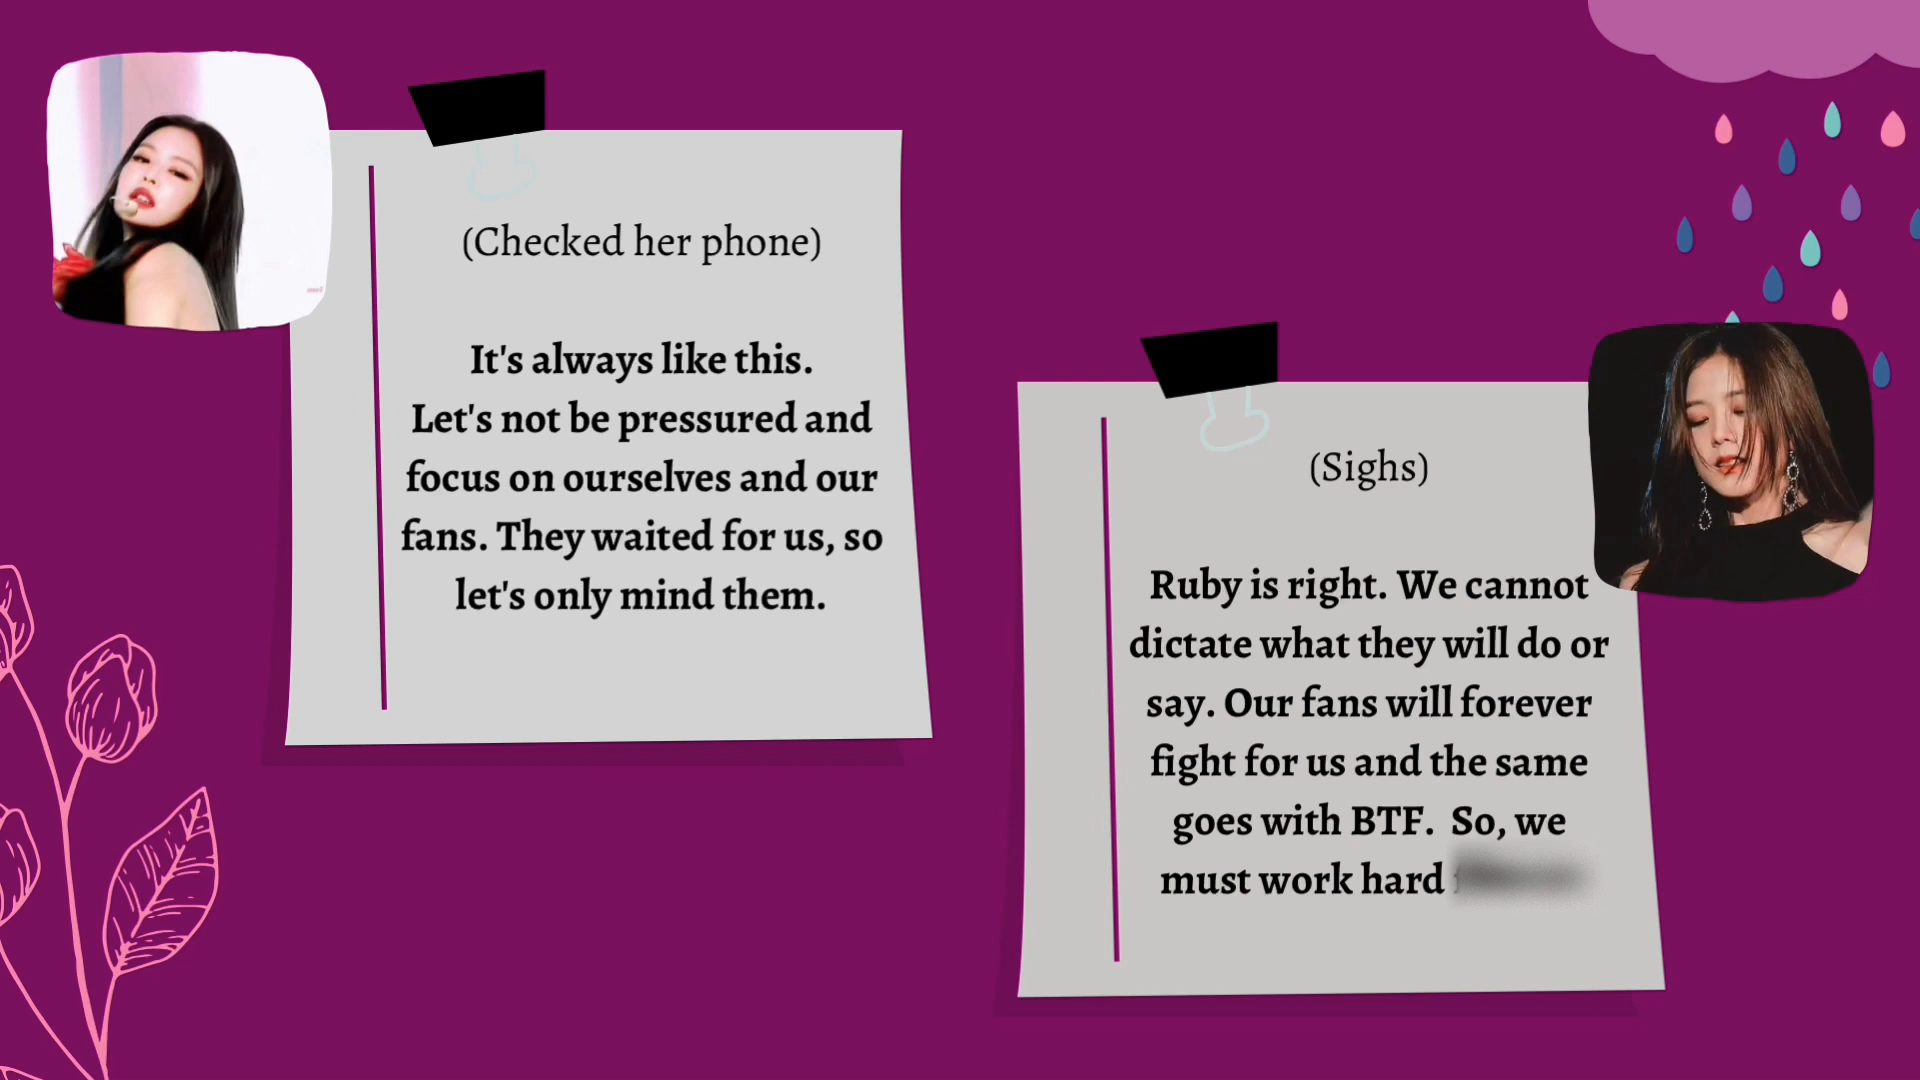 (Checked her phone)
It's always like this.
Let's not be pressured and
focus on ourselves and our
fans. They waited for us, so
let's only mind them.
(Sighs)
Ruby is right. We cannot
dictate what they will do or
say. Our fans will forever
fight for us and the same
goes with BTF. So, we
must work hard